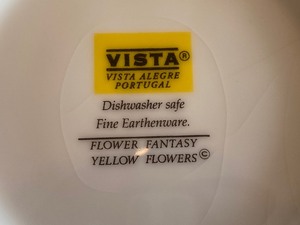 VISTA®
VISTA ALEGRE
PORTUGAL
Dishwasher safe
Fine Earthenware.
FLOWER FANTASY
YELLOW FLOWERS©